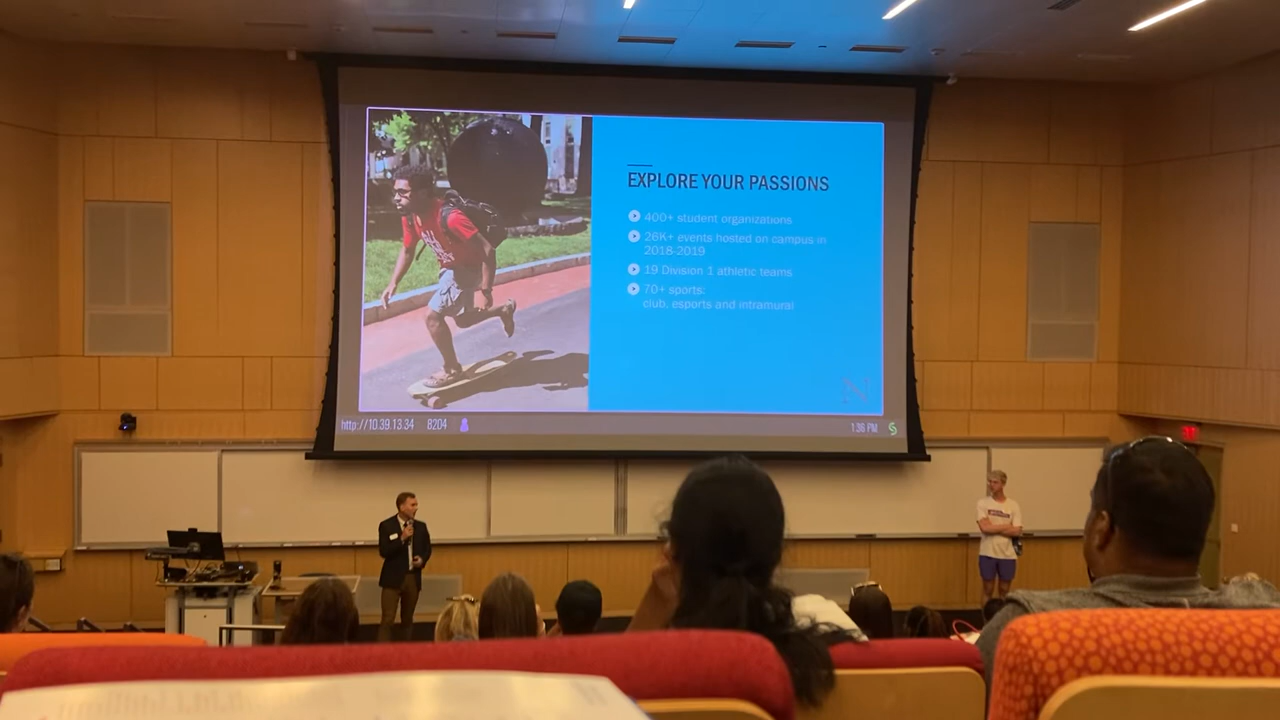 EXPLORE YOUR PASSIONS
400+ student organizations
26K+ events hosted on campus in
2018-2019
19 Division 1 athletic teams
70+ sports:
club, esports and intramural
N
http://10.39.13.34 8204 1:36 PM